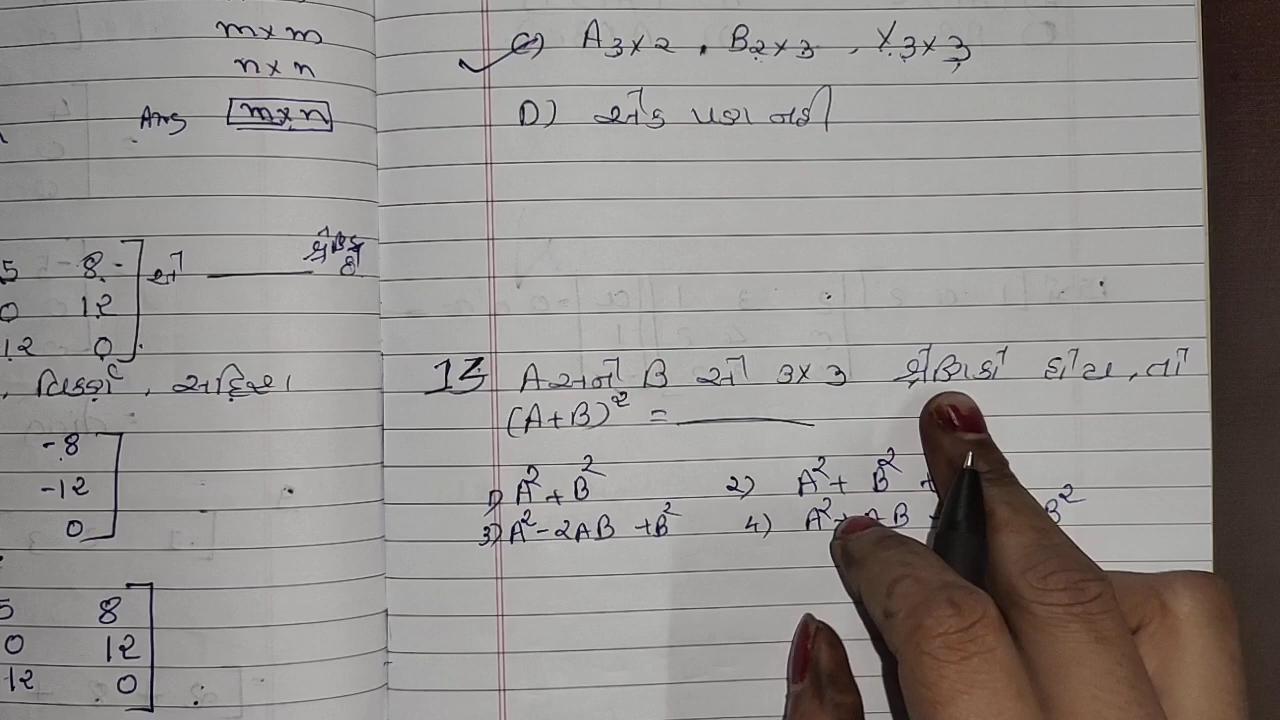 m×m
n×n
Ans m×n
5 -8
0 12
12 0
એ મેટ્રિક્સ છે
, વિકર્ણ, અદિશ
-8
-12
0
5 8
0 12
-12 0
C) A3×2 , B2×3 , X3×3
D) એક પણ નહી
13 A અને B એ 3×3 શ્રેણિકો હોય, તો
(A+B)² = ______
1) A² + B² 2) A² + B² +
3) A² - 2AB + B² 4) A² + AB B²